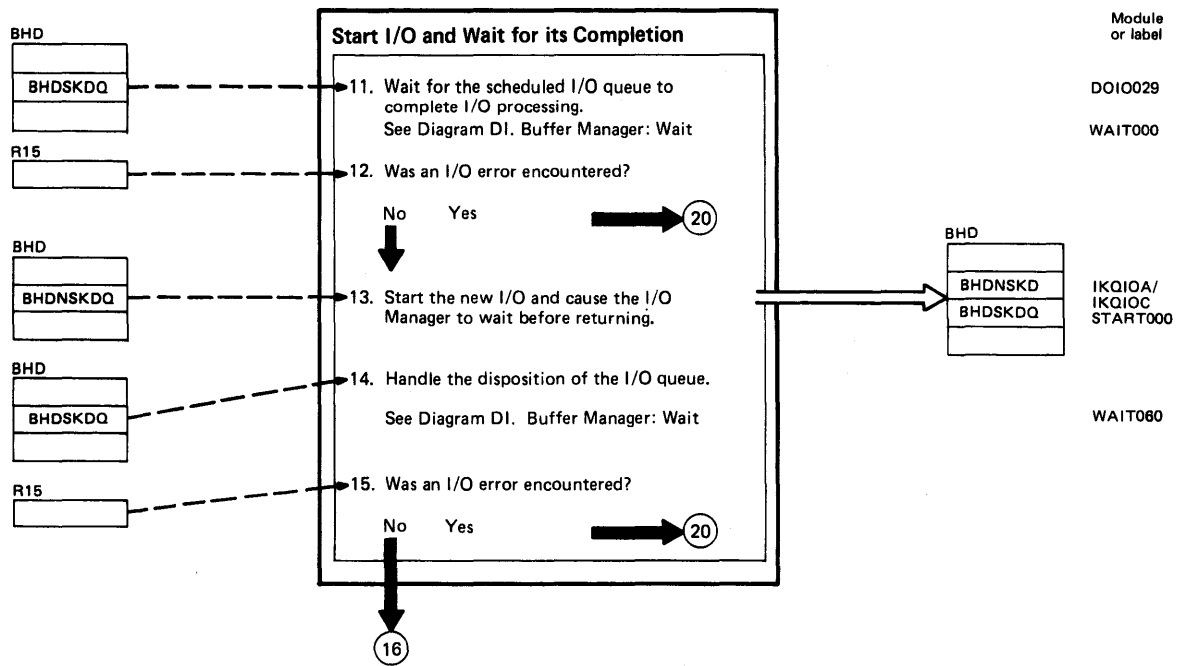 Module
or label
BHD
BHDSKDQ
R15
BHD
BHDNSKDQ
BHD
BHDSKDQ
R15
Start I/O and Wait for its Completion
11. Wait for the scheduled I/O queue to
complete I/O processing.
See Diagram DI. Buffer Manager: Wait
12. Was an I/O error encountered?
No Yes
20
13. Start the new I/O and cause the I/O
Manager to wait before returning.
14. Handle the disposition of the I/O queue.
See Diagram DI. Buffer Manager: Wait
15. Was an I/O error encountered?
No Yes
20
16
BHD
BHDNSKD
BHDSKDQ
DOIO029
WAIT000
IKQIOA/
IKQIOC
START000
WAIT060